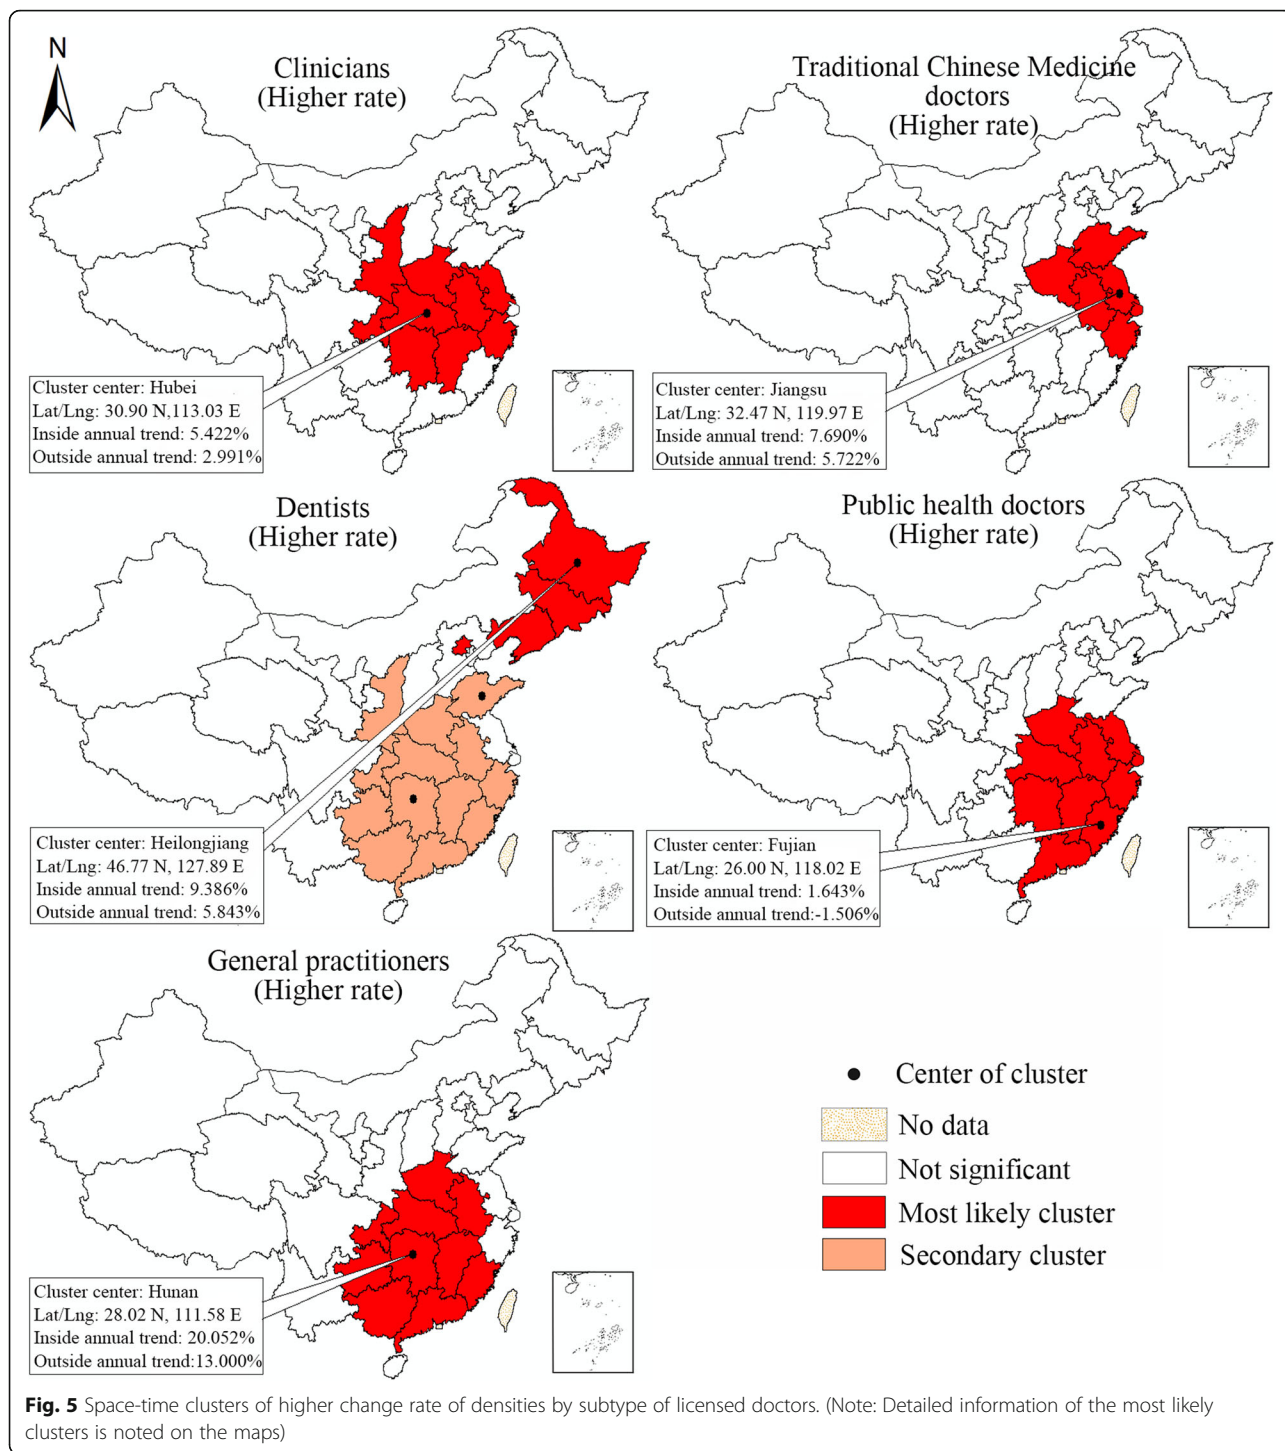 N
Clinicians
(Higher rate)
Cluster center: Hubei
Lat/Lng: 30.90 N,113.03 E
Inside annual trend: 5.422%
Outside annual trend: 2.991%
Traditional Chinese Medicine
doctors
(Higher rate)
Cluster center: Jiangsu
Lat/Lng: 32.47 N, 119.97 E
Inside annual trend: 7.690%
Outside annual trend: 5.722%
Dentists
(Higher rate)
Cluster center: Heilongjiang
Lat/Lng: 46.77 N, 127.89 E
Inside annual trend: 9.386%
Outside annual trend: 5.843%
Public health doctors
(Higher rate)
Cluster center: Fujian
Lat/Lng: 26.00 N, 118.02 E
Inside annual trend: 1.643%
Outside annual trend:-1.506%
General practitioners
(Higher rate)
Cluster center: Hunan
Lat/Lng: 28.02 N, 111.58 E
Inside annual trend: 20.052%
Outside annual trend:13.000%
Center of cluster
No data
Not significant
Most likely cluster
Secondary cluster
Fig. 5 Space-time clusters of higher change rate of densities by subtype of licensed doctors. (Note: Detailed information of the most likely
clusters is noted on the maps)